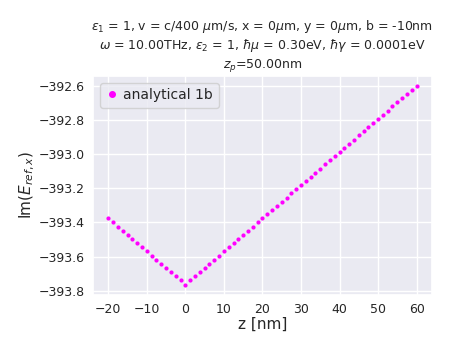 ε₁ = 1, v = c/400 μm/s, x = 0μm, y = 0μm, b = -10nm
ω = 10.00THz, ε₂ = 1, ħμ = 0.30eV, ħγ = 0.0001eV
zₚ=50.00nm
analytical 1b
−392.6
−392.8
−393.0
−393.2
−393.4
−393.6
−393.8
Im(E_{ref,x})
−20 −10 0 10 20 30 40 50 60
z [nm]